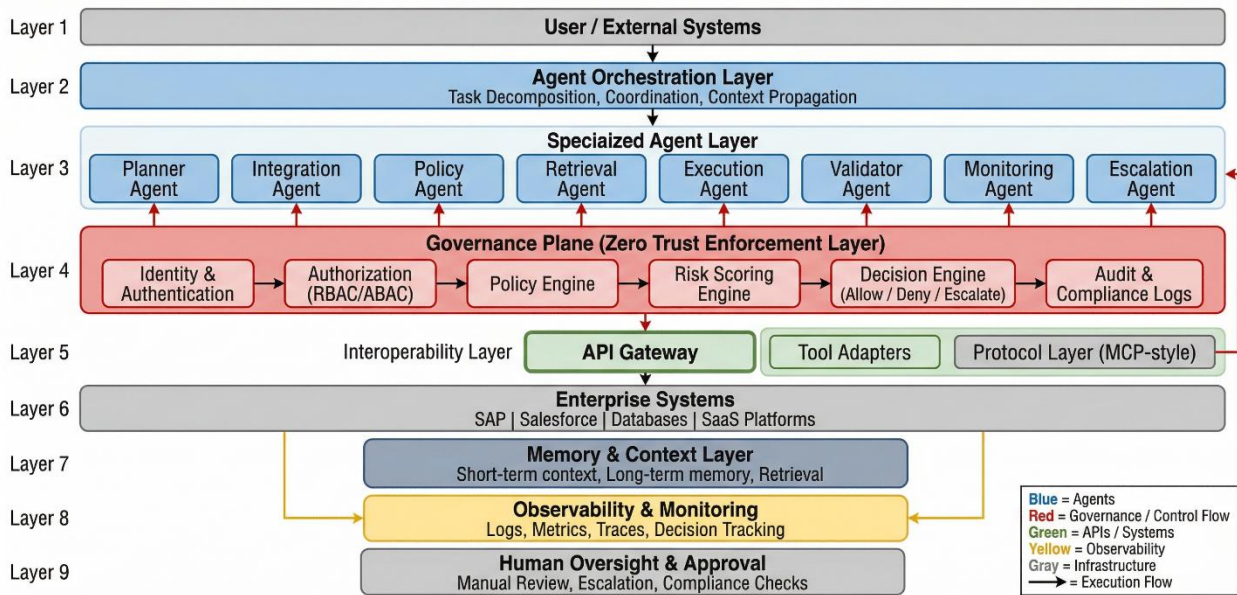 Layer 1
User / External Systems
Layer 2
Agent Orchestration Layer
Task Decomposition, Coordination, Context Propagation
Layer 3
Speciaized Agent Layer
Planner
Agent
Integration
Agent
Policy
Agent
Retrieval
Agent
Execution
Agent
Validator
Agent
Monitoring
Agent
Escalation
Agent
Layer 4
Governance Plane (Zero Trust Enforcement Layer)
Identity &
Authentication
Authorization
(RBAC/ABAC)
Policy Engine
Risk Scoring
Engine
Decision Engine
(Allow / Deny / Escalate)
Audit &
Compliance Logs
Layer 5
Interoperability Layer
API Gateway
Tool Adapters
Protocol Layer (MCP-style)
Layer 6
Enterprise Systems
SAP | Salesforce | Databases | SaaS Platforms
Layer 7
Memory & Context Layer
Short-term context, Long-term memory, Retrieval
Layer 8
Observability & Monitoring
Logs, Metrics, Traces, Decision Tracking
Layer 9
Human Oversight & Approval
Manual Review, Escalation, Compliance Checks
Blue = Agents
Red = Governance / Control Flow
Green = APIs / Systems
Yellow = Observability
Gray = Infrastructure
= Execution Flow